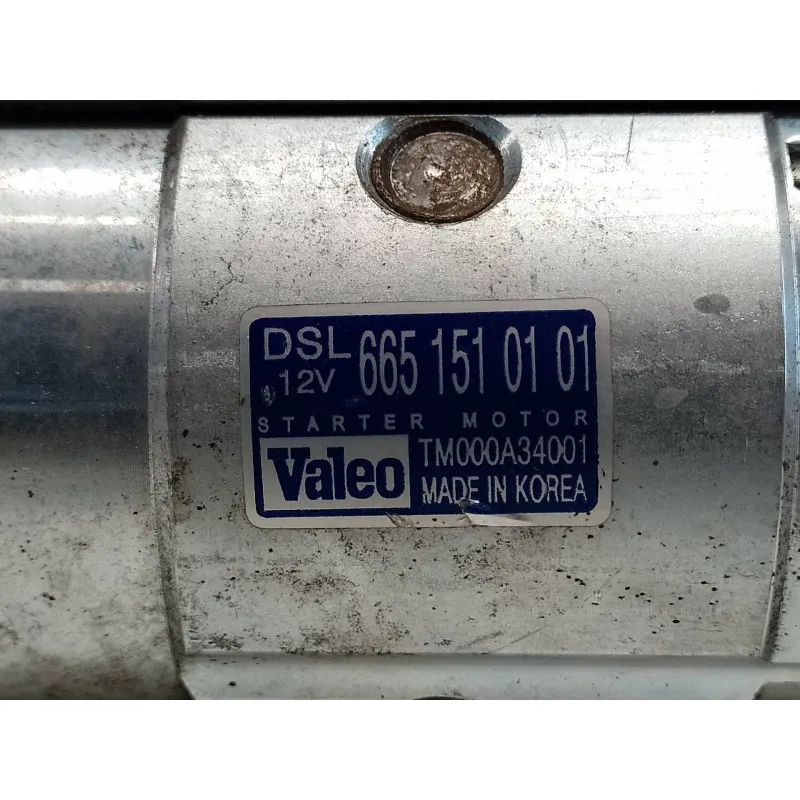 DSL 665 151 01 01
12V
STARTER MOTOR
Valeo TM000A34001
MADE IN KOREA